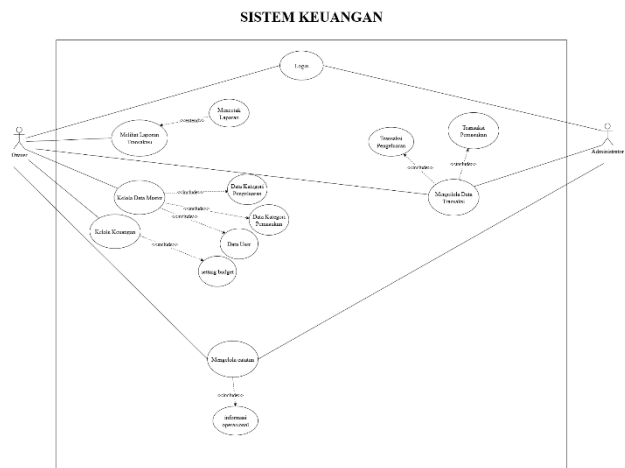 SISTEM KEUANGAN
Login
Mencetak
Laporan
<<extend>>
Melihat Laporan
Transaksi
Owner
Transaksi
Pengeluaran
Transaksi
Pemasukan
Administrator
<<include>>
<<include>>
Mengelola Data
Transaksi
Kelola Data Master
<<include>>
Data Kategori
Pengeluaran
<<include>>
Data Kategori
Pemasukan
<<include>>
Data User
Kelola Keuangan
<<include>>
setting budget
Mengelola catatan
<<include>>
informasi
operasional